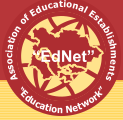 Association of Educational Establishments
"EdNet"
"Education Network"